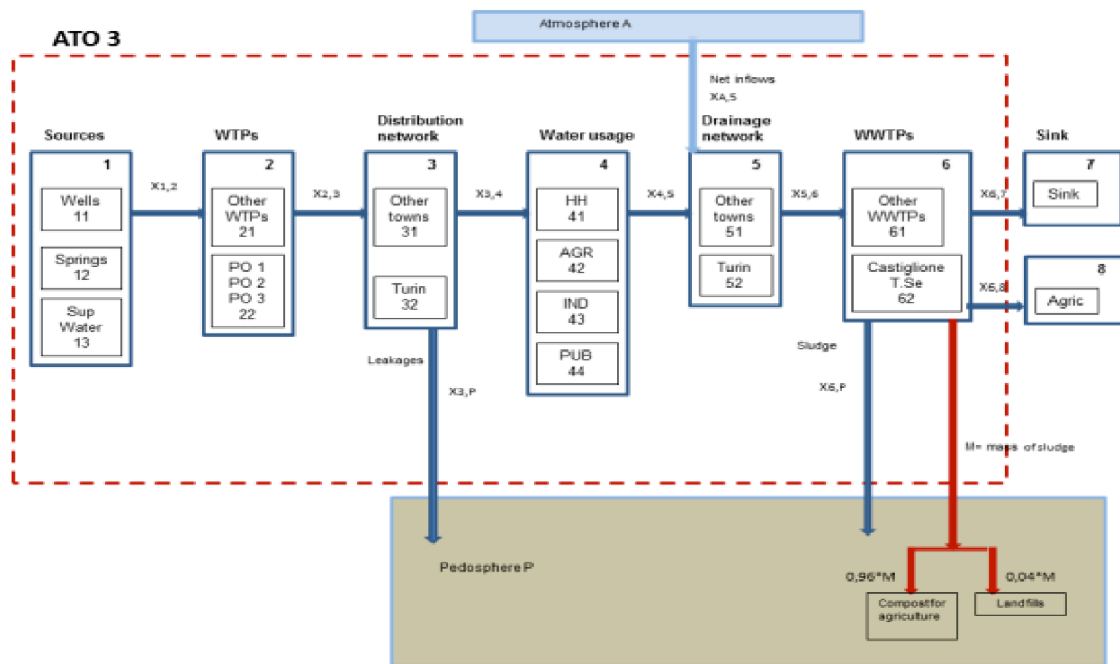 Atmosphere A
ATO 3
Net inflows
XA,5
Sources
WTPs
Distribution
network
Water usage
Drainage
network
WWTPs
Sink
1
Wells
11
Springs
12
Sup
Water
13
X1,2
2
Other
WTPs
21
PO 1
PO 2
PO 3
22
X2,3
3
Other
towns
31
Turin
32
X3,4
4
HH
41
AGR
42
IND
43
PUB
44
X4,5
5
Other
towns
51
Turin
52
X5,6
6
Other
WWTPs
61
Castiglione
T.Se
62
X6,7
7
Sink
X6,8
8
Agric
Leakages
X3,P
Sludge
X6,P
M= mass of sludge
Pedosphere P
0,96*M
0,04*M
Compostfor
agriculture
Landfills